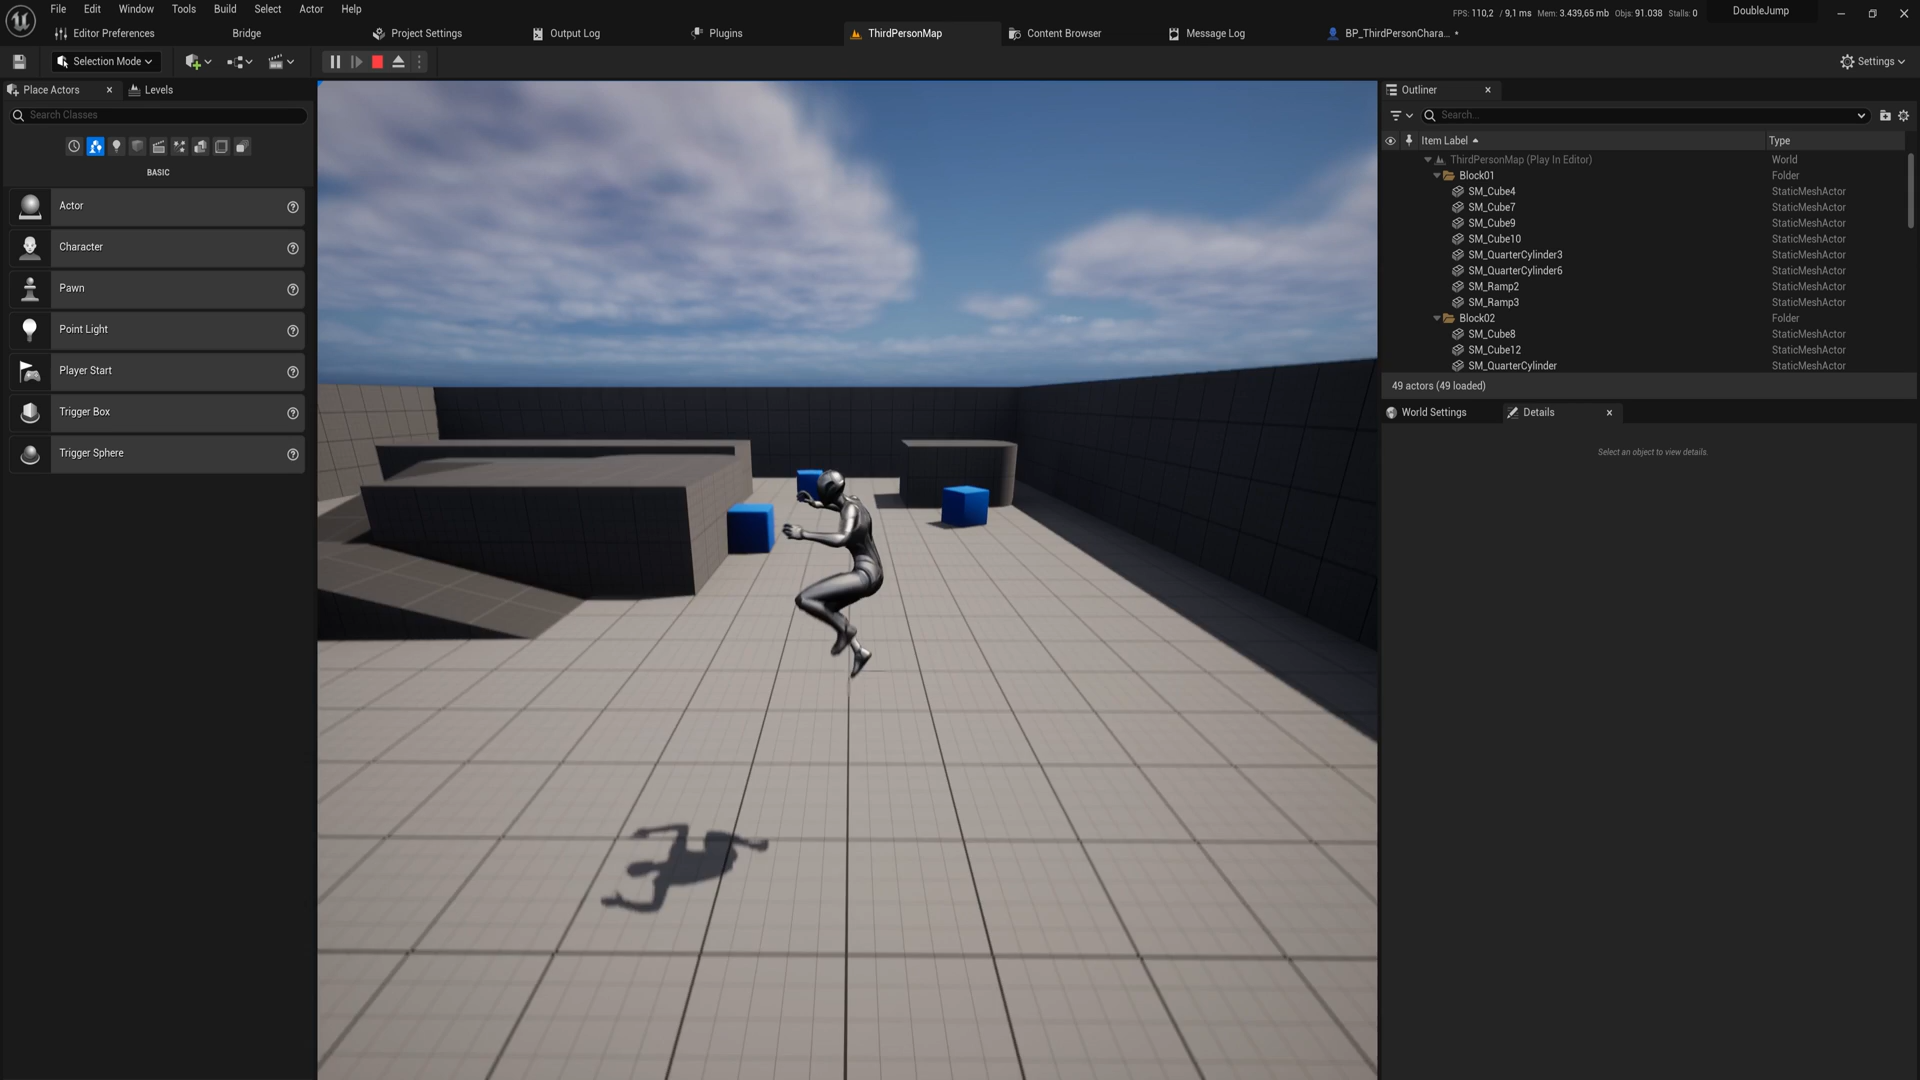 File Edit Window Tools Build Select Actor Help
FPS: 110,2 / 9,1 ms Mem: 3.439,65 mb Objs: 91.038 Stalls: 0
DoubleJump
Editor Preferences
Bridge
Project Settings
Output Log
Plugins
ThirdPersonMap
Content Browser
Message Log
BP_ThirdPersonChara... •
Selection Mode
Settings
Place Actors
Levels
Search Classes
BASIC
Actor
Character
Pawn
Point Light
Player Start
Trigger Box
Trigger Sphere
Outliner
Search...
Item Label Type
ThirdPersonMap (Play In Editor) World
Block01 Folder
SM_Cube4 StaticMeshActor
SM_Cube7 StaticMeshActor
SM_Cube9 StaticMeshActor
SM_Cube10 StaticMeshActor
SM_QuarterCylinder3 StaticMeshActor
SM_QuarterCylinder6 StaticMeshActor
SM_Ramp2 StaticMeshActor
SM_Ramp3 StaticMeshActor
Block02 Folder
SM_Cube8 StaticMeshActor
SM_Cube12 StaticMeshActor
SM_QuarterCylinder StaticMeshActor
49 actors (49 loaded)
World Settings
Details
Select an object to view details.